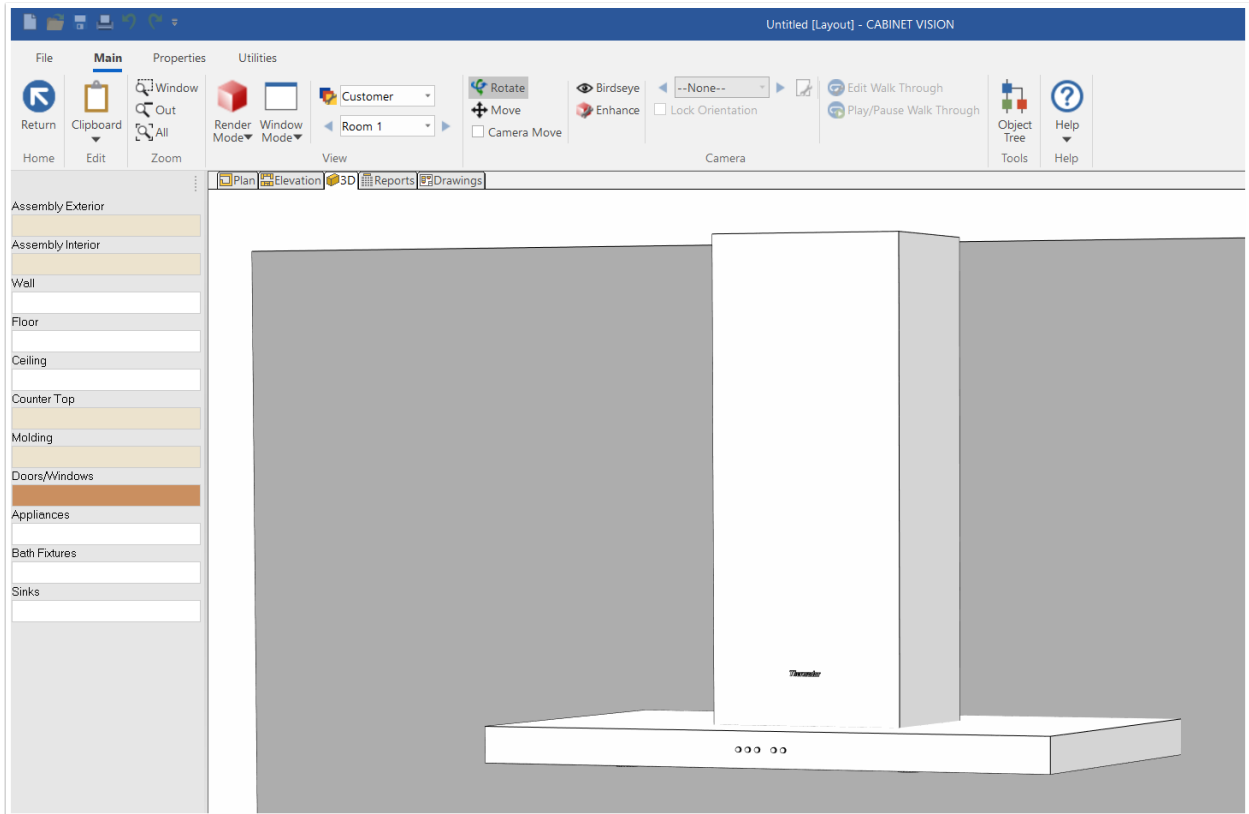 Untitled [Layout] - CABINET VISION
File Main Properties Utilities
Return
Clipboard
Window
Out
All
Render Mode
Window Mode
Customer
Room 1
Rotate
Move
Camera Move
Birdseye
Enhance
--None--
Lock Orientation
Edit Walk Through
Play/Pause Walk Through
Object Tree
Help
Home Edit Zoom View Camera Tools Help
Plan Elevation 3D Reports Drawings
Assembly Exterior
Assembly Interior
Wall
Floor
Ceiling
Counter Top
Molding
Doors/Windows
Appliances
Bath Fixtures
Sinks